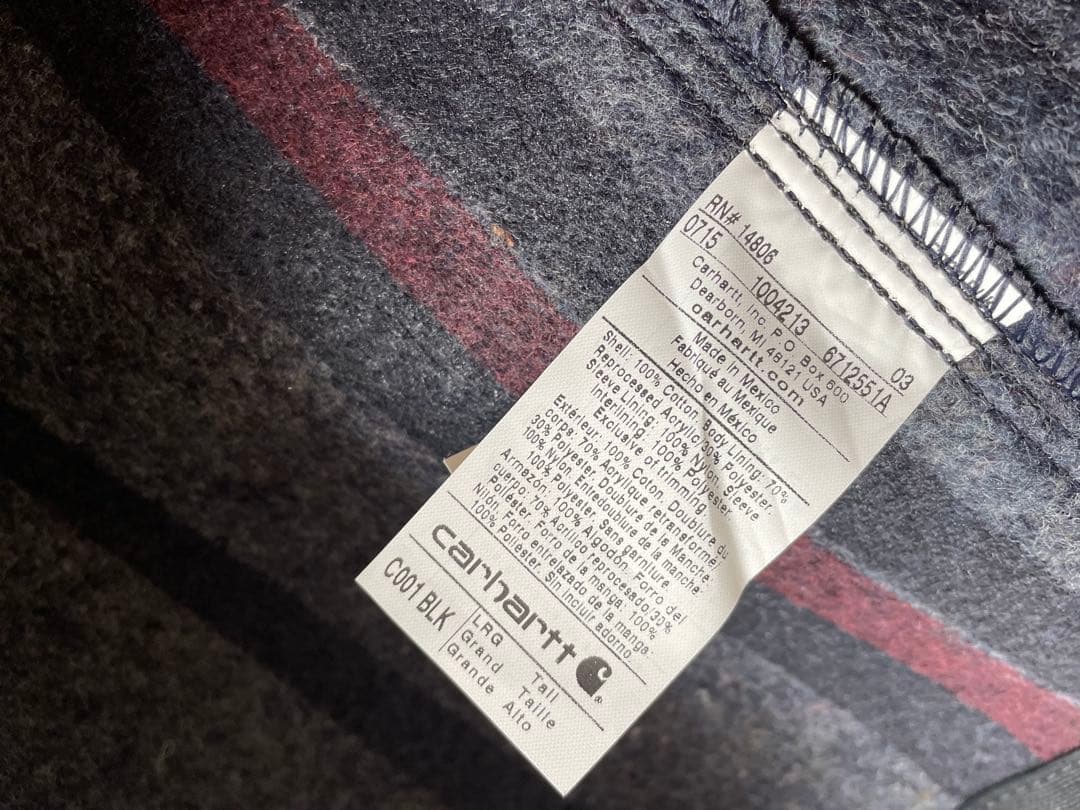 RN# 14806
0715 1004213 6712551A 03
Carhartt, Inc. P.O. Box 600
Dearborn, MI 48121 USA
carhartt.com
Made in Mexico
Fabriqué au Mexique
Hecho en México
Shell: 100% Cotton Body Lining: 70%
Reprocessed Acrylic, 30% Polyester.
Sleeve Lining: 100% Nylon. Sleeve
Interlining: 100% Polyester
Exclusive of trimming
Extérieur: 100% Coton. Doublure du
corps: 70% Acrylique retransformé,
30% Polyester. Doublure de la Manche:
100% Nylon. Entredoublure de la manche:
100% Polyester. Sans garniture
Armazón: 100% Algodon. Forro del
cuerpo: 70% Acrílico reprocesado,30%
Poliéster. Forro de la manga: 100%
Nilón. Forro entrelazado de la manga:
100% Poliéster. Sin incluir adorno
carhartt
C001 BLK
LRG Tall
Grand Taille
Grande Alto